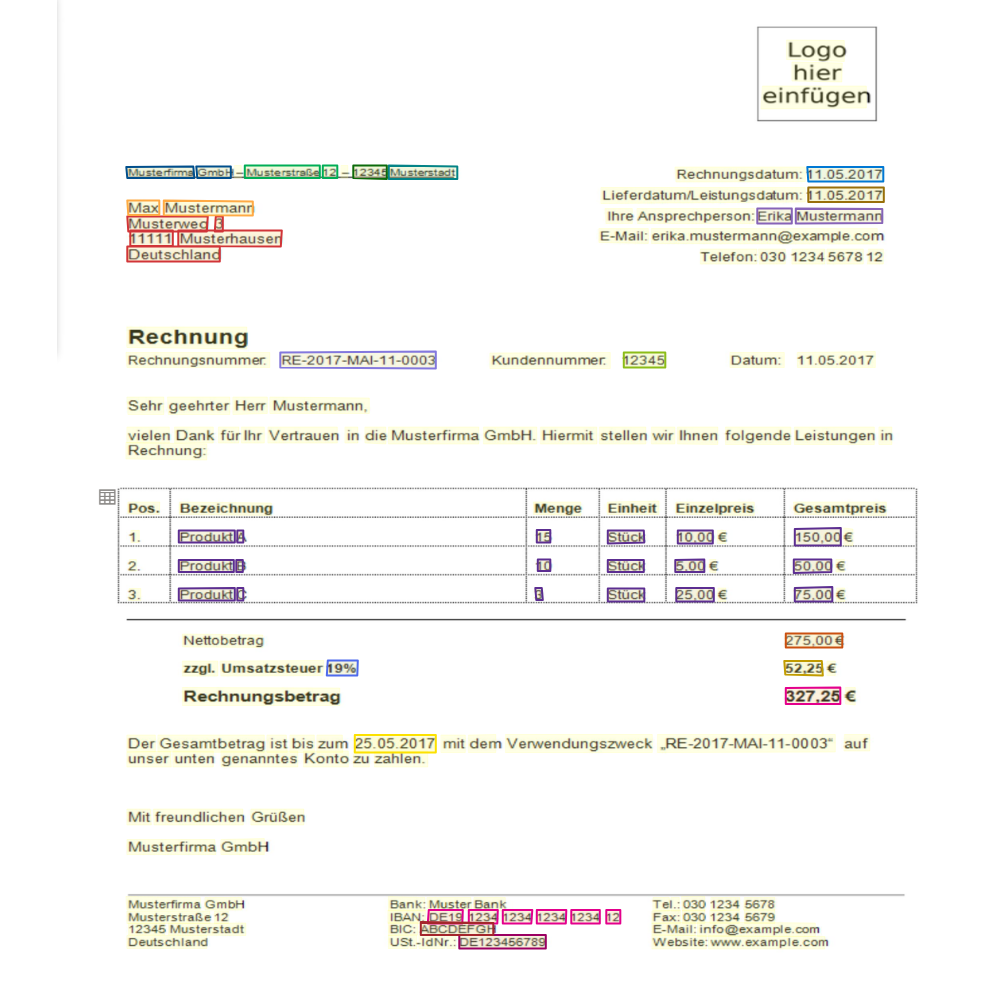 Logo
hier
einfügen
Musterfirma GmbH – Musterstraße 12 – 12345 Musterstadt
Max Mustermann
Musterweg 3
11111 Musterhausen
Deutschland
Rechnungsdatum: 11.05.2017
Lieferdatum/Leistungsdatum: 11.05.2017
Ihre Ansprechperson: Erika Mustermann
E-Mail: erika.mustermann@example.com
Telefon: 030 1234 5678 12
Rechnung
Rechnungsnummer: RE-2017-MAI-11-0003 Kundennummer: 12345 Datum: 11.05.2017
Sehr geehrter Herr Mustermann,
vielen Dank für Ihr Vertrauen in die Musterfirma GmbH. Hiermit stellen wir Ihnen folgende Leistungen in
Rechnung:
Pos. Bezeichnung Menge Einheit Einzelpreis Gesamtpreis
1. Produkt A 15 Stück 10,00 € 150,00 €
2. Produkt B 10 Stück 5,00 € 50,00 €
3. Produkt C 3 Stück 25,00 € 75,00 €
Nettobetrag 275,00 €
zzgl. Umsatzsteuer 19% 52,25 €
Rechnungsbetrag 327,25 €
Der Gesamtbetrag ist bis zum 25.05.2017 mit dem Verwendungszweck „RE-2017-MAI-11-0003“ auf
unser unten genanntes Konto zu zahlen.
Mit freundlichen Grüßen
Musterfirma GmbH
Musterfirma GmbH
Musterstraße 12
12345 Musterstadt
Deutschland
Bank: Muster Bank
IBAN: DE19 1234 1234 1234 1234 12
BIC: ABCDEFGH
USt.-IdNr.: DE123456789
Tel.: 030 1234 5678
Fax: 030 1234 5679
E-Mail: info@example.com
Website: www.example.com